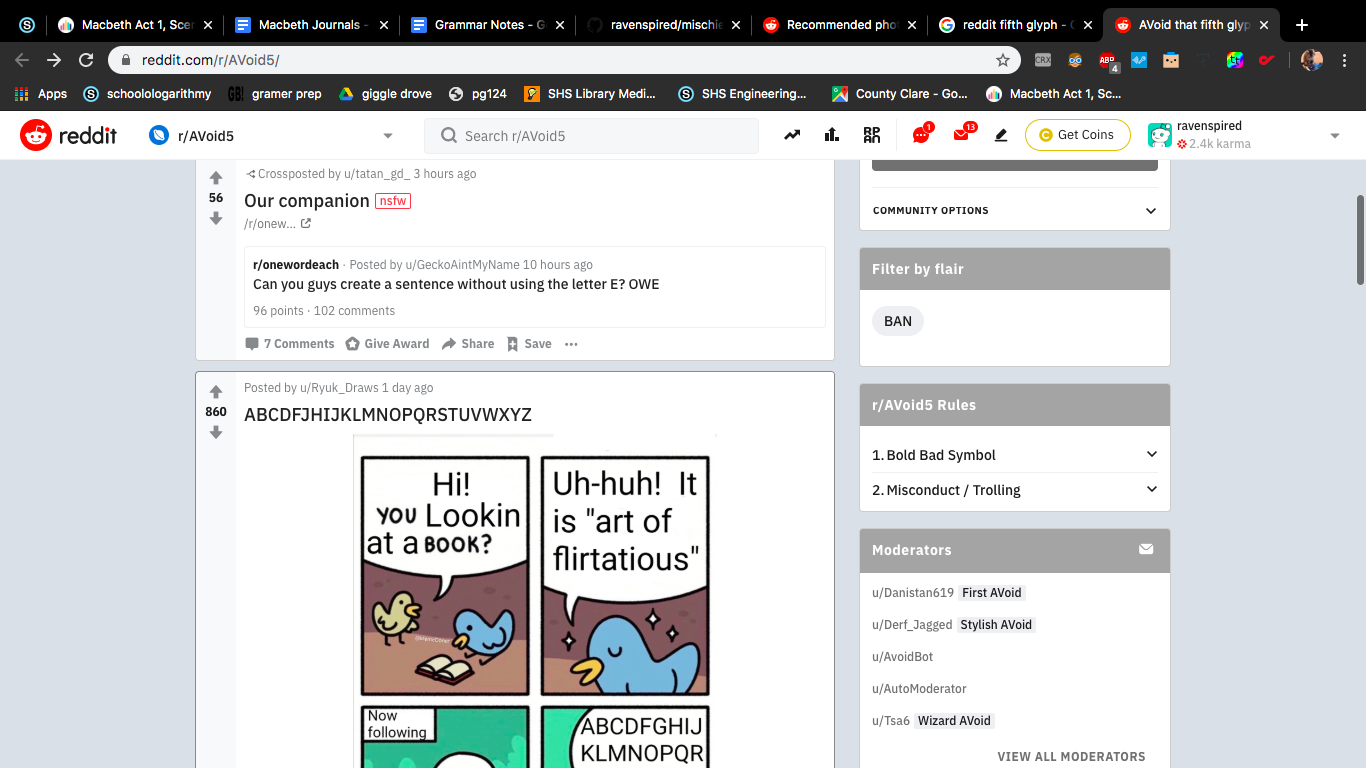 Macbeth Act 1, Scen
Macbeth Journals -
Grammar Notes - G
ravenspired/mischie
Recommended pho
reddit fifth glyph - G
AVoid that fifth glyp
reddit.com/r/AVoid5/
CRX
ABP
4
Apps
schoolologarithmy
GB!
gramer prep
giggle drove
pg124
SHS Library Medi...
SHS Engineering...
County Clare - Go...
Macbeth Act 1, Sc...
reddit
r/AVoid5
Search r/AVoid5
1
13
Get Coins
ravenspired
2.4k karma
Crossposted by u/tatan_gd_ 3 hours ago
56
Our companion nsfw
/r/onew...
r/onewordeach · Posted by u/GeckoAintMyName 10 hours ago
Can you guys create a sentence without using the letter E? OWE
96 points · 102 comments
7 Comments Give Award Share Save ...
Posted by u/Ryuk_Draws 1 day ago
860
ABCDFJHIJKLMNOPQRSTUVWXYZ
Hi!
YOU Lookin
at a BOOK?
Uh-huh! It
is "art of
flirtatious"
Now
following
ABCDFGHIJ
KLMNOPQR
COMMUNITY OPTIONS
Filter by flair
BAN
r/AVoid5 Rules
1. Bold Bad Symbol
2. Misconduct / Trolling
Moderators
u/Danistan619 First AVoid
u/Derf_Jagged Stylish AVoid
u/AvoidBot
u/AutoModerator
u/Tsa6 Wizard AVoid
VIEW ALL MODERATORS